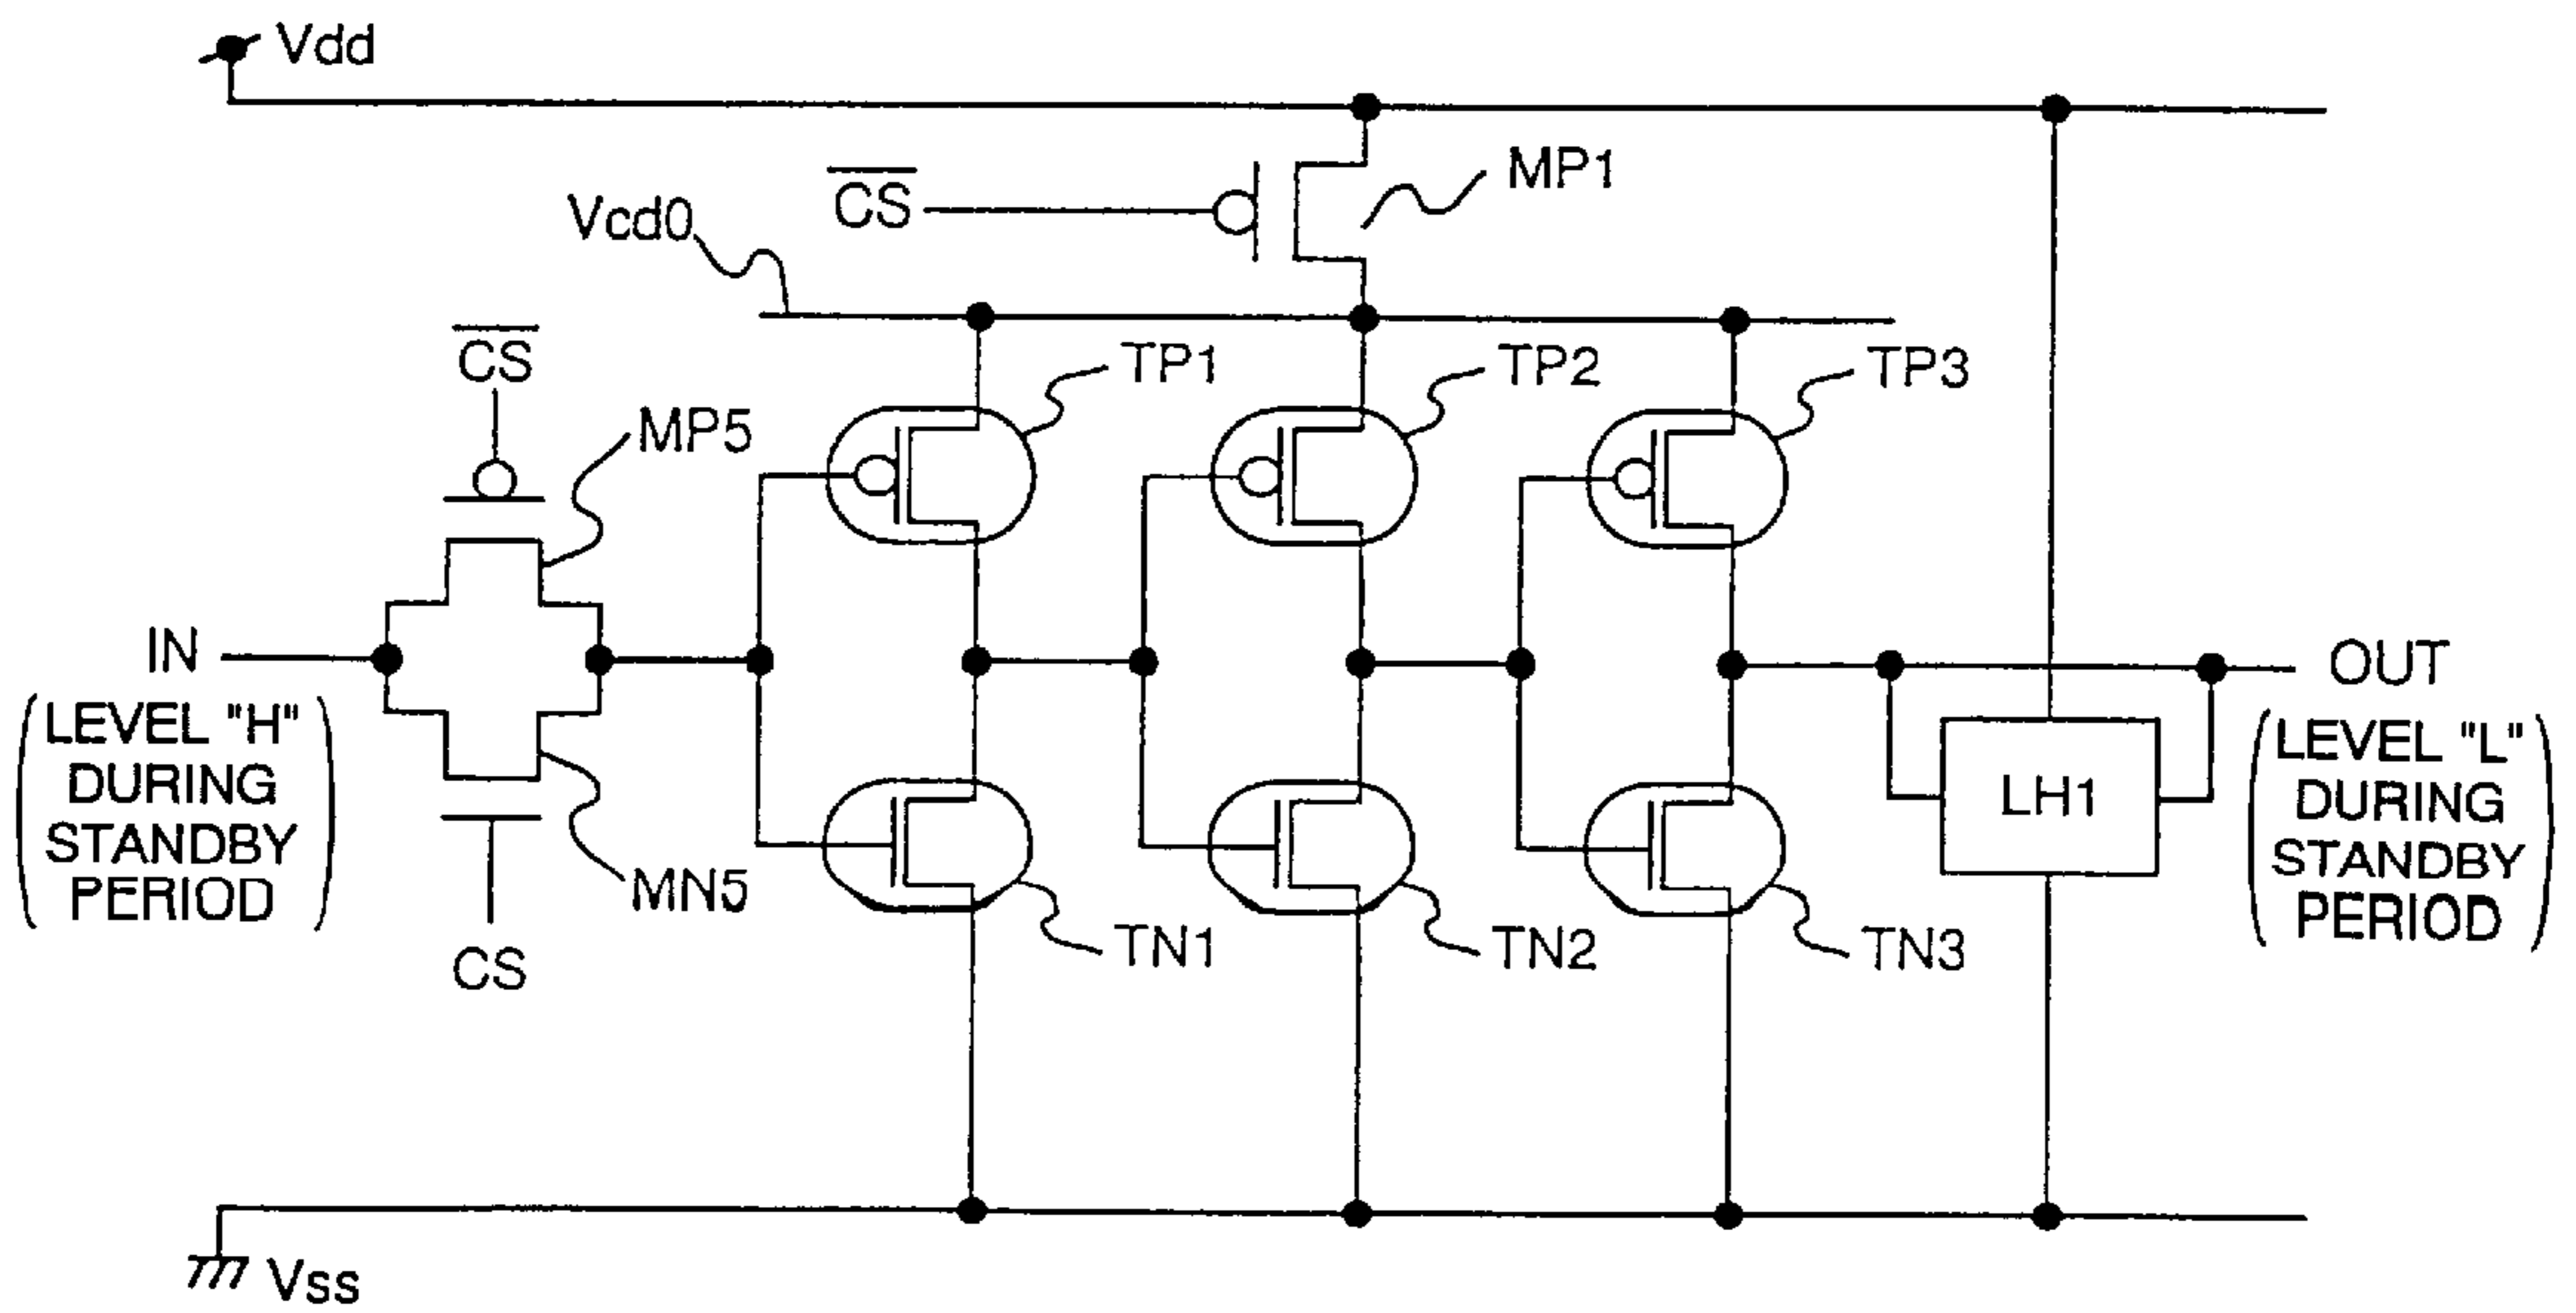 Vdd
CS
MP1
Vcd0
CS
MP5
TP1
TP2
TP3
IN
LEVEL "H"
DURING
STANDBY
PERIOD
MN5
CS
TN1
TN2
TN3
LH1
OUT
LEVEL "L"
DURING
STANDBY
PERIOD
Vss